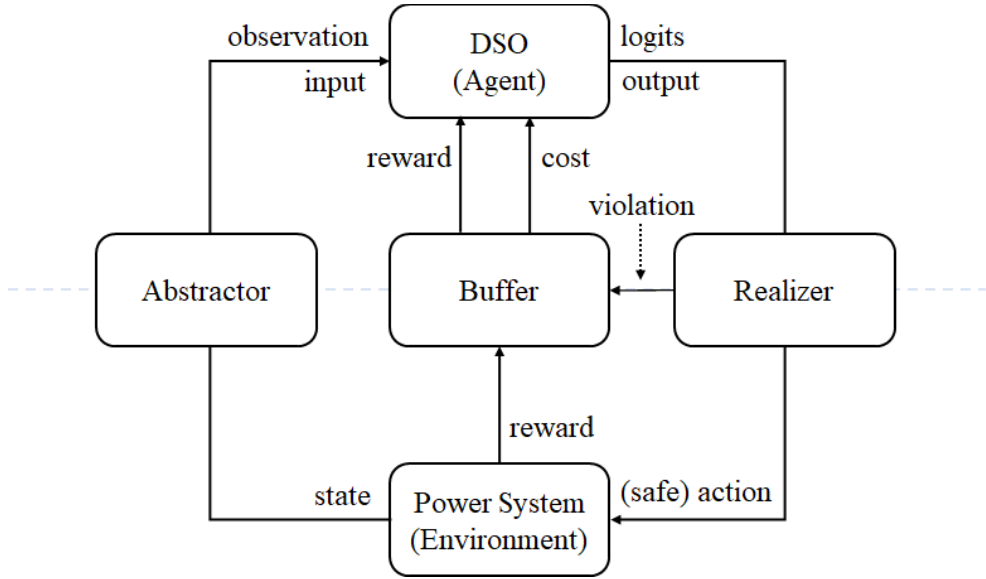 observation
input
DSO
(Agent)
logits
output
reward
cost
violation
Abstractor
Buffer
Realizer
reward
state
Power System
(Environment)
(safe) action